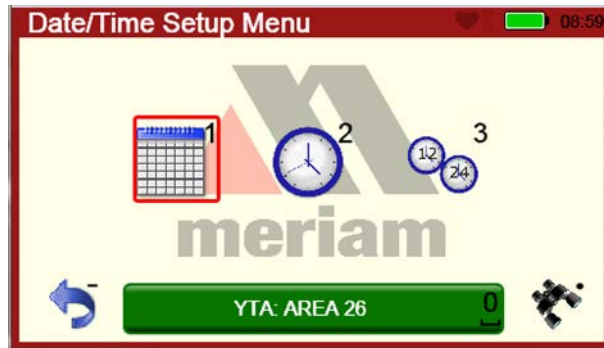 Date/Time Setup Menu 08:59
1 2 3
12
24
meriam
- YTA: AREA 26 0 .